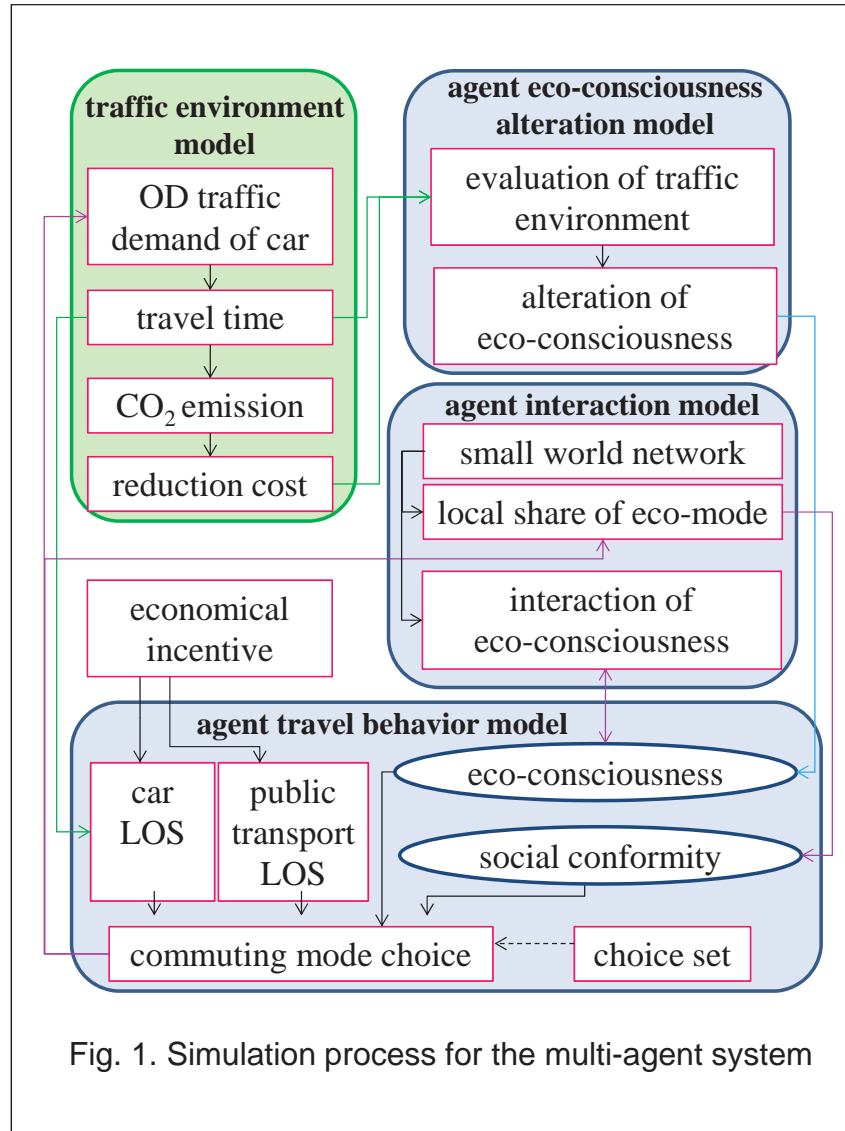 traffic environment
model
OD traffic
demand of car
travel time
CO₂ emission
reduction cost
agent eco-consciousness
alteration model
evaluation of traffic
environment
alteration of
eco-consciousness
agent interaction model
small world network
local share of eco-mode
interaction of
eco-consciousness
economical
incentive
agent travel behavior model
car
LOS
public
transport
LOS
eco-consciousness
social conformity
commuting mode choice
choice set
Fig. 1. Simulation process for the multi-agent system